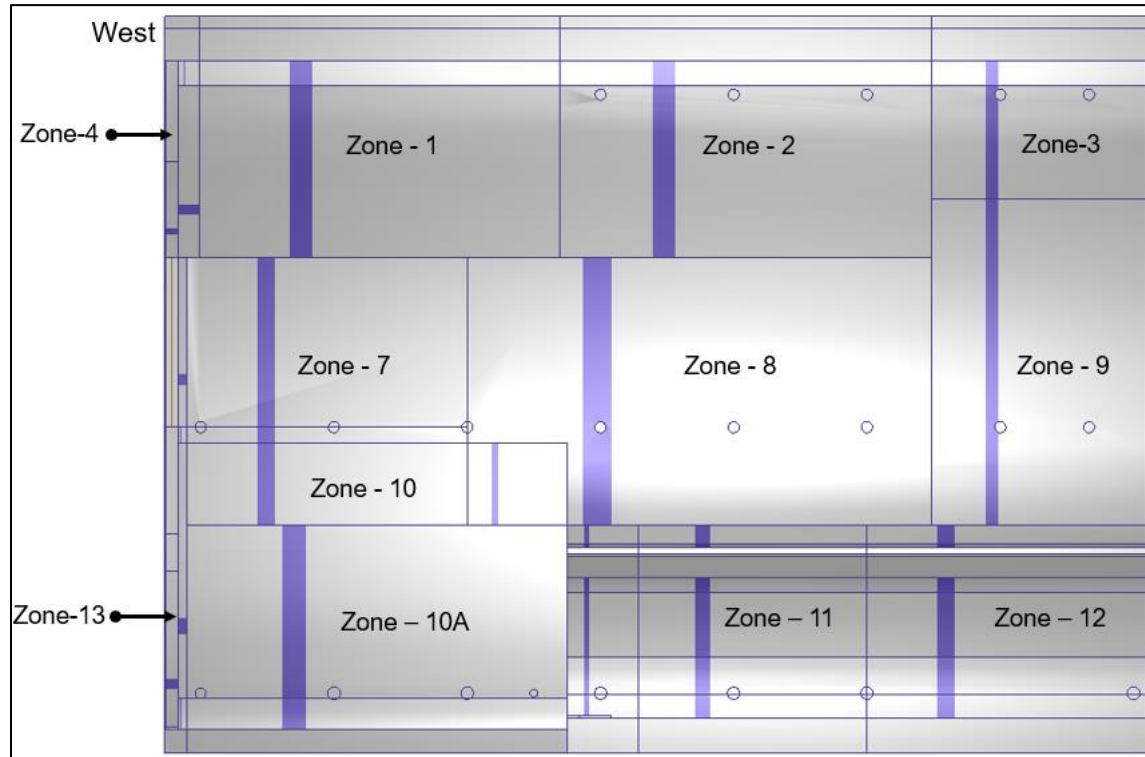 West
Zone-4
Zone - 1
Zone - 2
Zone-3
Zone - 7
Zone - 8
Zone - 9
Zone - 10
Zone-13
Zone – 10A
Zone – 11
Zone – 12